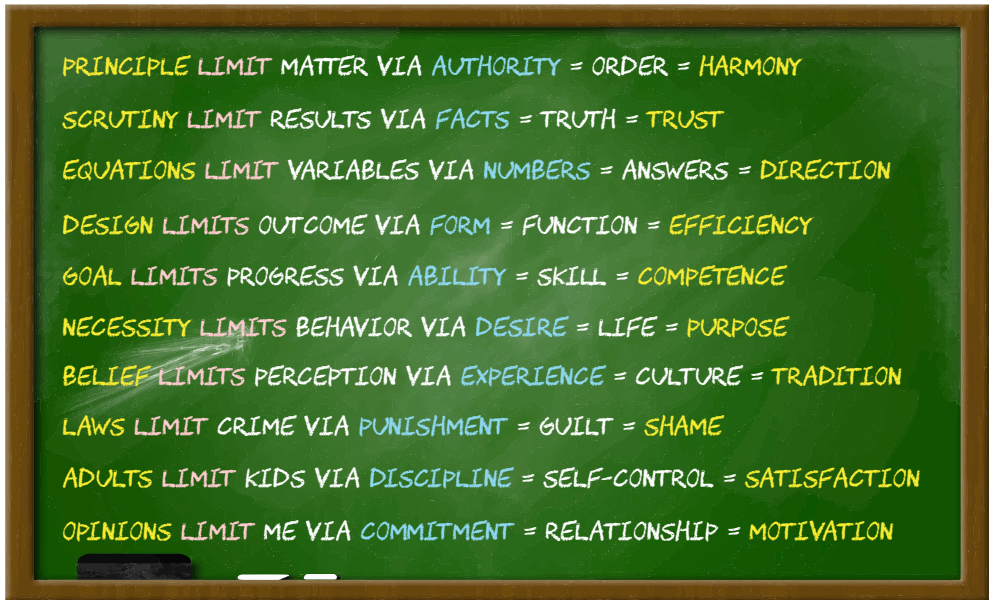 PRINCIPLE LIMIT MATTER VIA AUTHORITY = ORDER = HARMONY
SCRUTINY LIMIT RESULTS VIA FACTS = TRUTH = TRUST
EQUATIONS LIMIT VARIABLES VIA NUMBERS = ANSWERS = DIRECTION
DESIGN LIMITS OUTCOME VIA FORM = FUNCTION = EFFICIENCY
GOAL LIMITS PROGRESS VIA ABILITY = SKILL = COMPETENCE
NECESSITY LIMITS BEHAVIOR VIA DESIRE = LIFE = PURPOSE
BELIEF LIMITS PERCEPTION VIA EXPERIENCE = CULTURE = TRADITION
LAWS LIMIT CRIME VIA PUNISHMENT = GUILT = SHAME
ADULTS LIMIT KIDS VIA DISCIPLINE = SELF-CONTROL = SATISFACTION
OPINIONS LIMIT ME VIA COMMITMENT = RELATIONSHIP = MOTIVATION